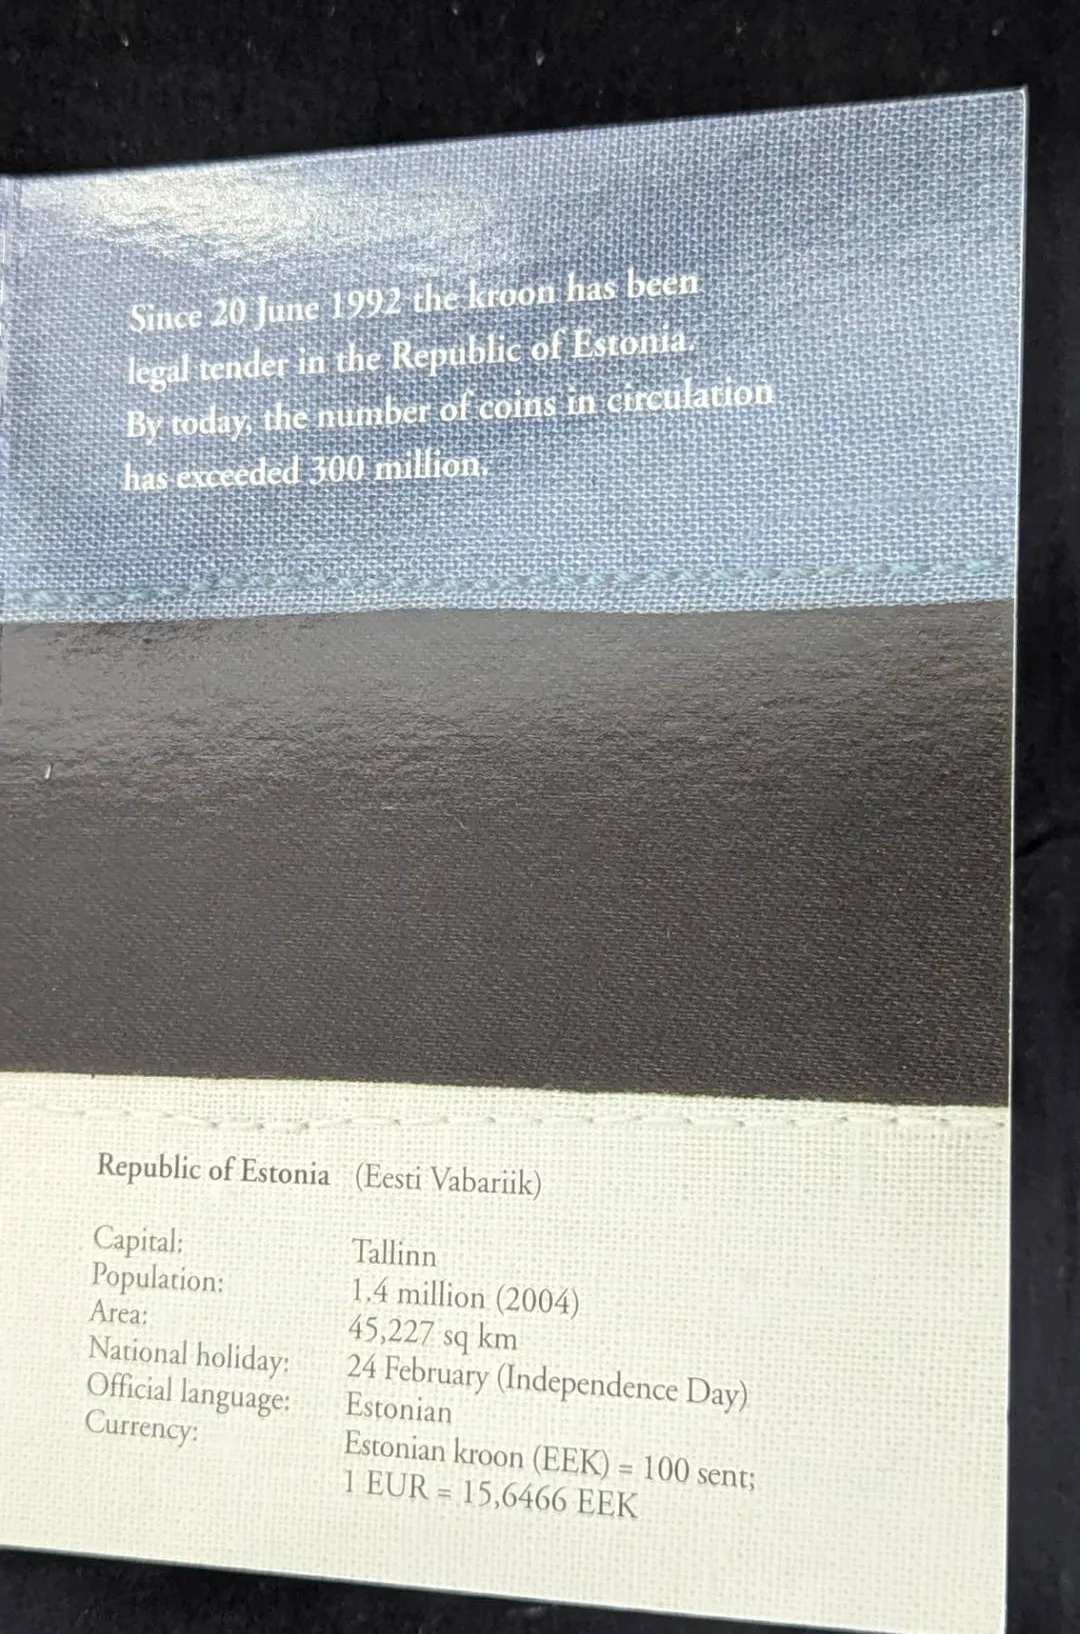 Since 20 June 1992 the kroon has been
legal tender in the Republic of Estonia.
By today, the number of coins in circulation
has exceeded 300 million.
Republic of Estonia (Eesti Vabariik)
Capital: Tallinn
Population: 1.4 million (2004)
Area: 45,227 sq km
National holiday: 24 February (Independence Day)
Official language: Estonian
Currency: Estonian kroon (EEK) = 100 sent;
1 EUR = 15,6466 EEK